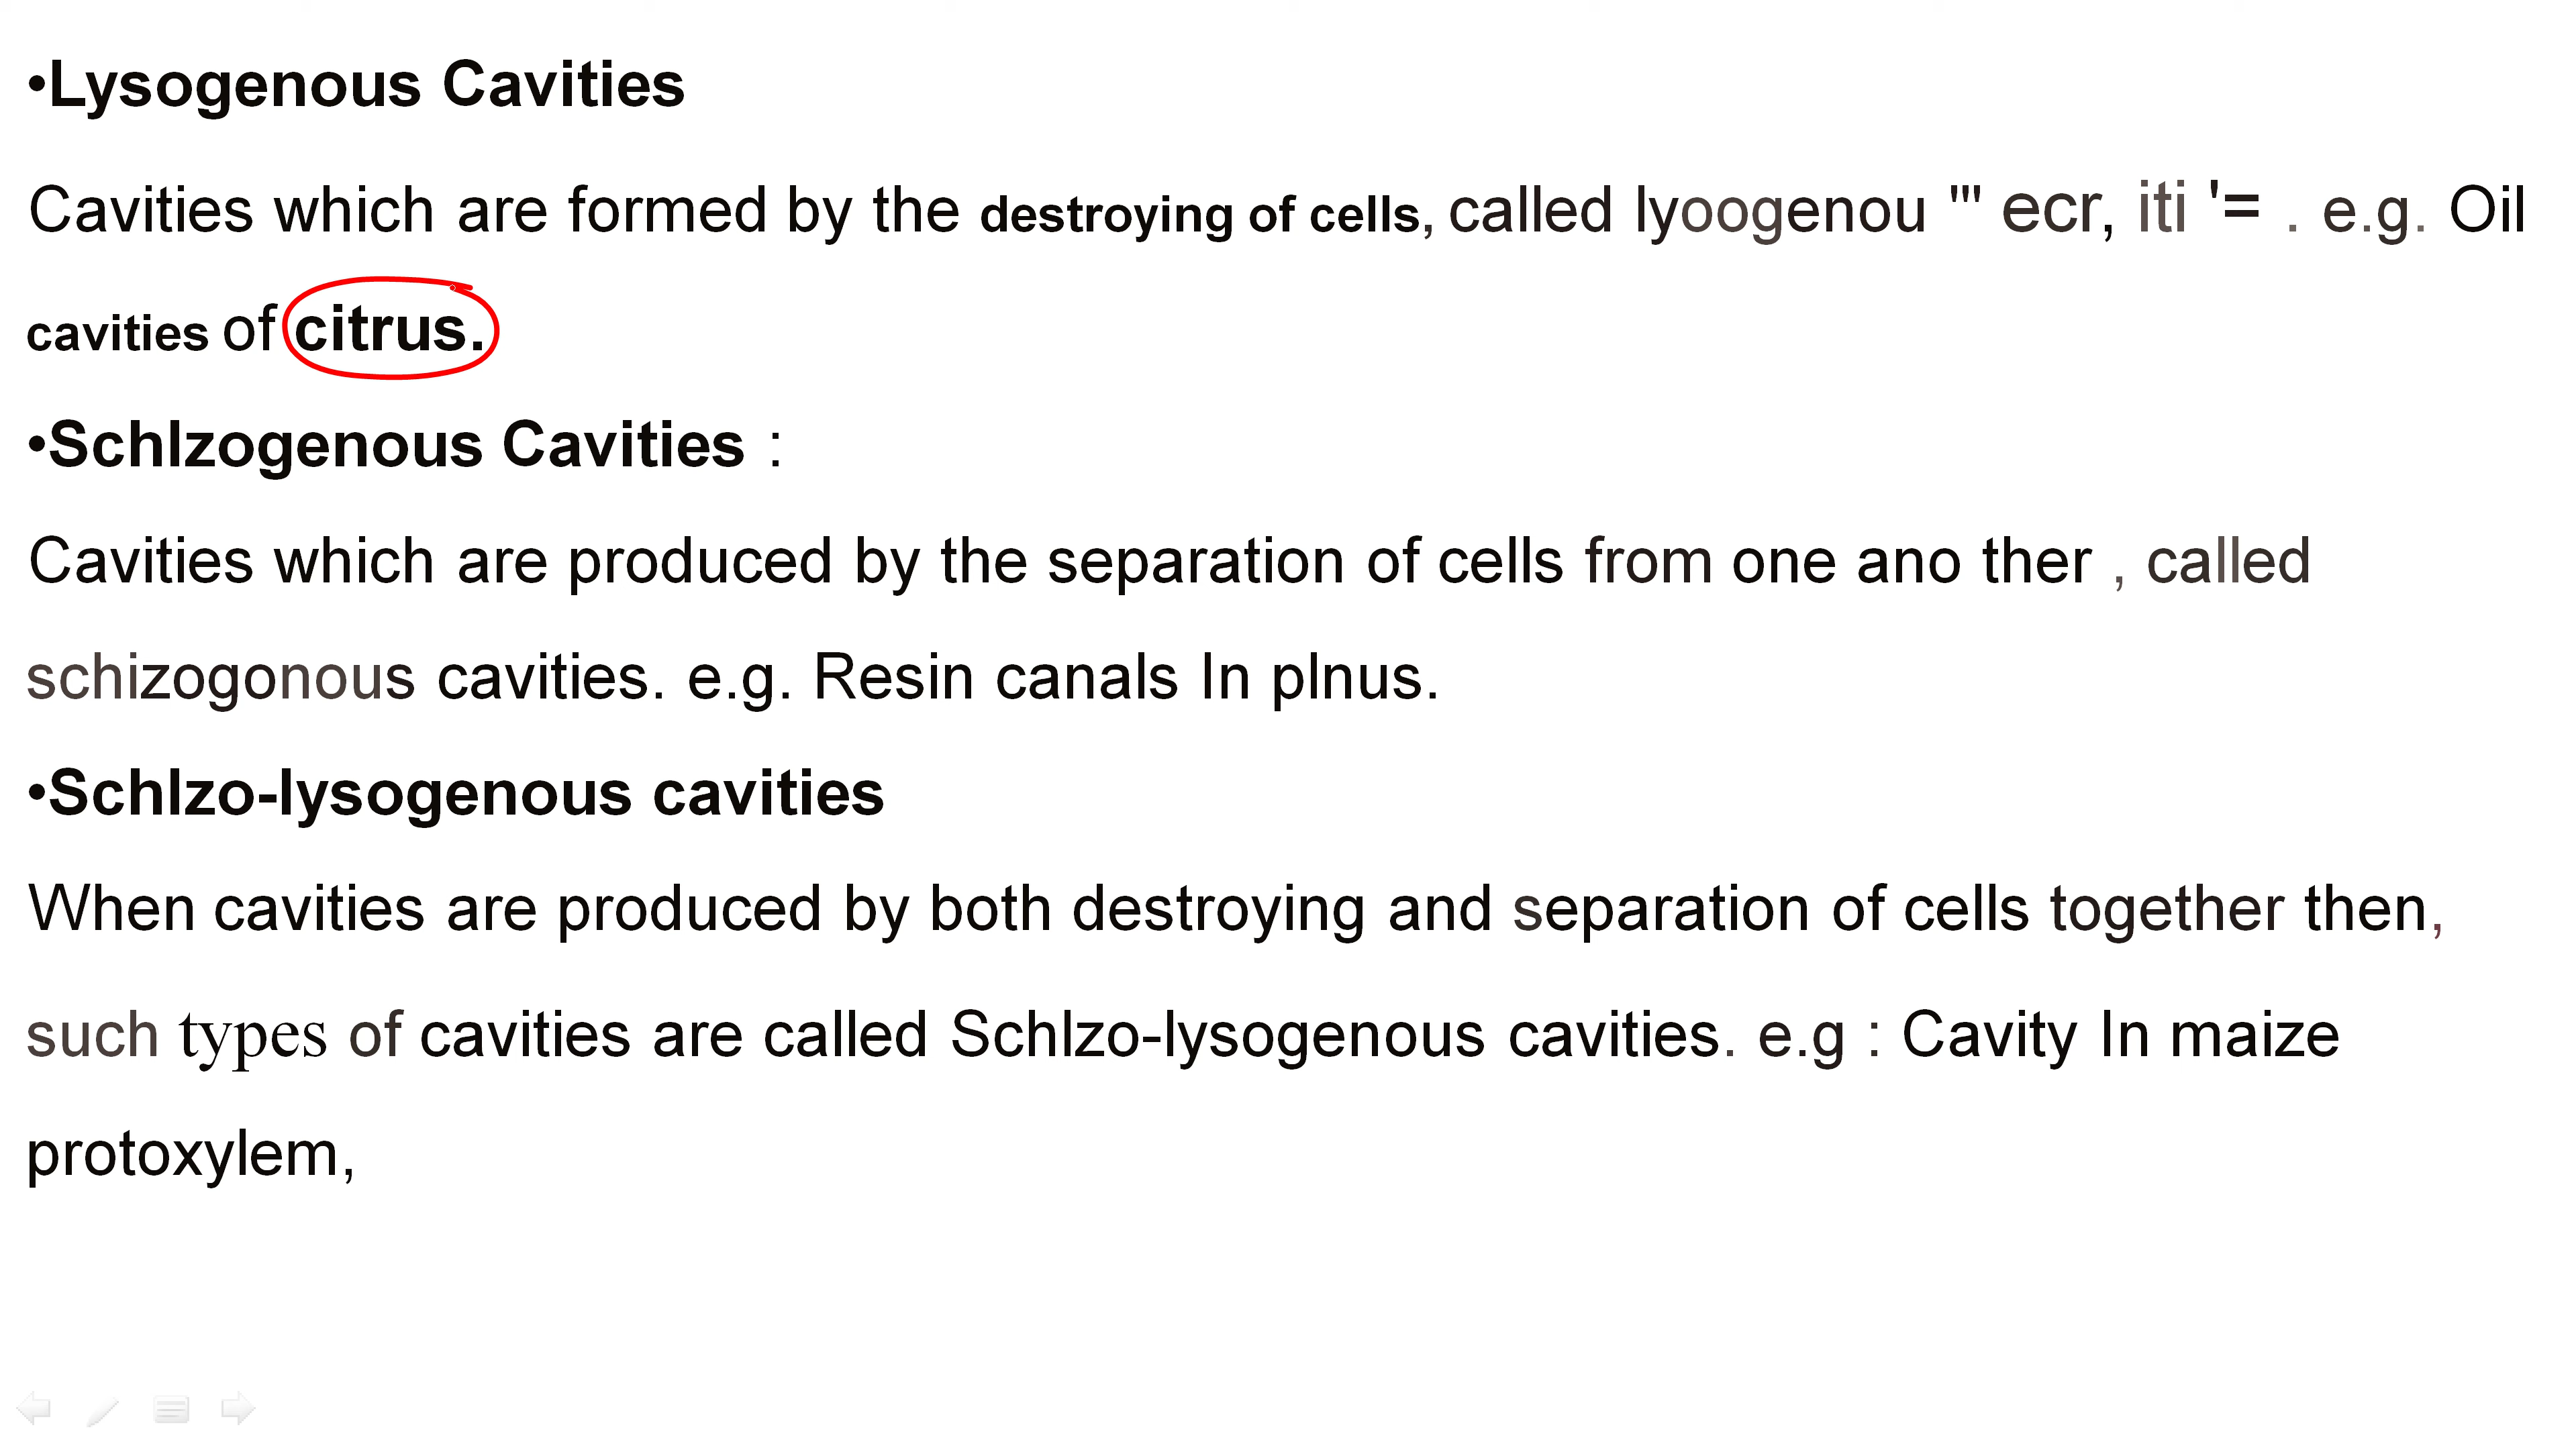 •Lysogenous Cavities
Cavities which are formed by the destroying of cells, called lyoogenou "' ecr, iti '= . e.g. Oil
cavities of citrus.
•Schlzogenous Cavities :
Cavities which are produced by the separation of cells from one ano ther , called
schizogonous cavities. e.g. Resin canals In plnus.
•Schlzo-lysogenous cavities
When cavities are produced by both destroying and separation of cells together then,
such types of cavities are called Schlzo-lysogenous cavities. e.g : Cavity In maize
protoxylem,